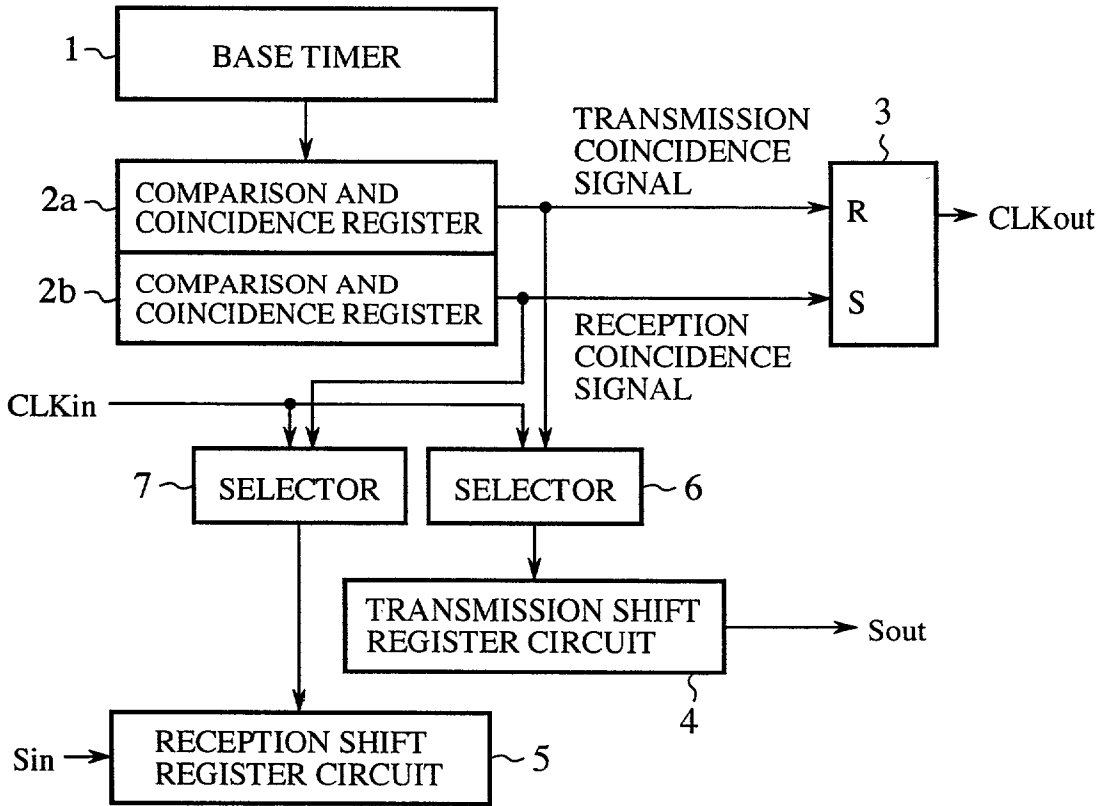 1
BASE TIMER
TRANSMISSION
COINCIDENCE
SIGNAL
3
2a
COMPARISON AND
COINCIDENCE REGISTER
R
CLKout
2b
COMPARISON AND
COINCIDENCE REGISTER
S
RECEPTION
COINCIDENCE
SIGNAL
CLKin
7
SELECTOR
SELECTOR
6
TRANSMISSION SHIFT
REGISTER CIRCUIT
Sout
4
Sin
RECEPTION SHIFT
REGISTER CIRCUIT
5